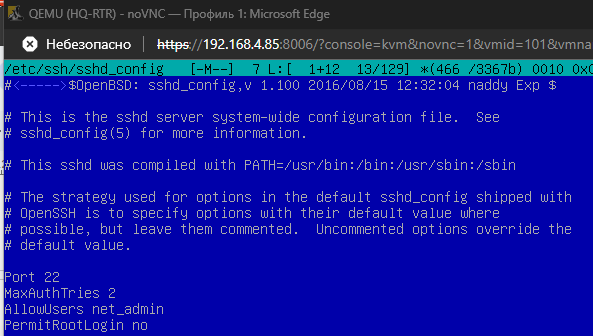 QEMU (HQ-RTR) - noVNC — Профиль 1: Microsoft Edge
Небезопасно https://192.168.4.85:8006/?console=kvm&novnc=1&vmid=101&vmna
/etc/ssh/sshd_config [-M--] 7 L:[ 1+12 13/129] *(466 /3367b) 0010 0x0
#<----->$OpenBSD: sshd_config,v 1.100 2016/08/15 12:32:04 naddy Exp $
# This is the sshd server system-wide configuration file. See
# sshd_config(5) for more information.
# This sshd was compiled with PATH=/usr/bin:/bin:/usr/sbin:/sbin
# The strategy used for options in the default sshd_config shipped with
# OpenSSH is to specify options with their default value where
# possible, but leave them commented. Uncommented options override the
# default value.
Port 22
MaxAuthTries 2
AllowUsers net_admin
PermitRootLogin no